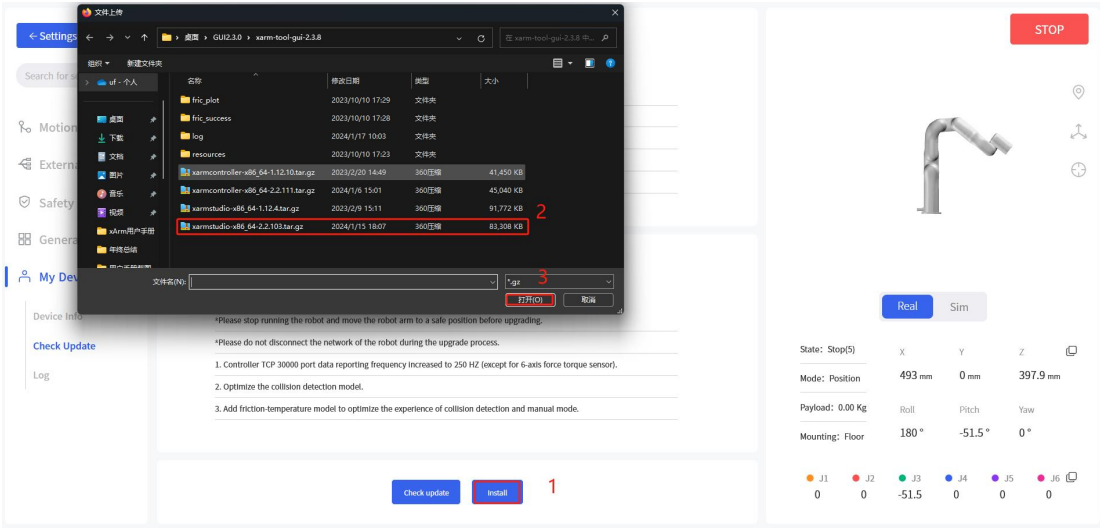 文件上传
← Settings
桌面 › GUI2.3.0 › xarm-tool-gui-2.3.8
在 xarm-tool-gui-2.3.8 中...
STOP
组织 新建文件夹
Search for se
uf - 个人
名称 修改日期 类型 大小
桌面
下载
文档
图片
音乐
视频
xArm用户手册
年终总结
fric_plot 2023/10/10 17:29 文件夹
fric_success 2023/10/10 17:28 文件夹
log 2024/1/17 10:03 文件夹
resources 2023/10/10 17:23 文件夹
xarmcontroller-x86_64-1.12.10.tar.gz 2023/2/20 14:49 360压缩 41,450 KB
xarmcontroller-x86_64-2.2.111.tar.gz 2024/1/6 15:01 360压缩 45,040 KB
xarmstudio-x86_64-1.12.4.tar.gz 2023/2/9 15:11 360压缩 91,772 KB
xarmstudio-x86_64-2.2.103.tar.gz 2024/1/15 18:07 360压缩 83,308 KB
2
文件名(N):
*.gz
3
打开(O) 取消
Motion
Externa
Safety
Genera
My Dev
Device Info
Check Update
Log
*Please stop running the robot and move the robot arm to a safe position before upgrading.
*Please do not disconnect the network of the robot during the upgrade process.
1. Controller TCP 30000 port data reporting frequency increased to 250 HZ (except for 6-axis force torque sensor).
2. Optimize the collision detection model.
3. Add friction-temperature model to optimize the experience of collision detection and manual mode.
Check update Install 1
Real Sim
State: Stop(5)
Mode: Position
Payload: 0.00 Kg
Mounting: Floor
X Y Z
493 mm 0 mm 397.9 mm
Roll Pitch Yaw
180 ° -51.5 ° 0 °
J1 J2 J3 J4 J5 J6
0 0 -51.5 0 0 0